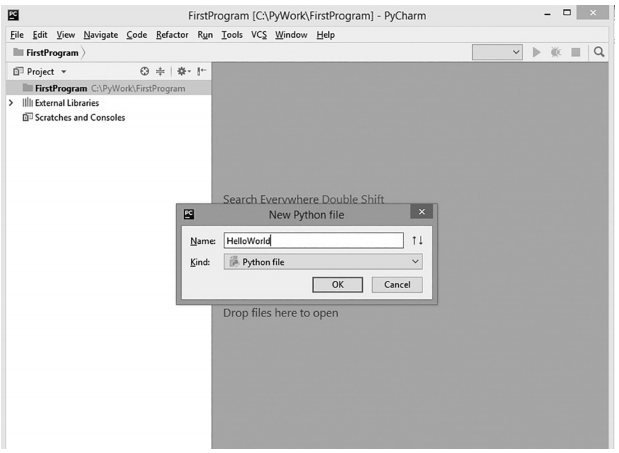 PC FirstProgram [C:\PyWork\FirstProgram] - PyCharm
File Edit View Navigate Code Refactor Run Tools VCS Window Help
FirstProgram
Project
FirstProgram C:\PyWork\FirstProgram
External Libraries
Scratches and Consoles
Search Everywhere Double Shift
PC New Python file
Name: HelloWorld
Kind: Python file
OK Cancel
Drop files here to open